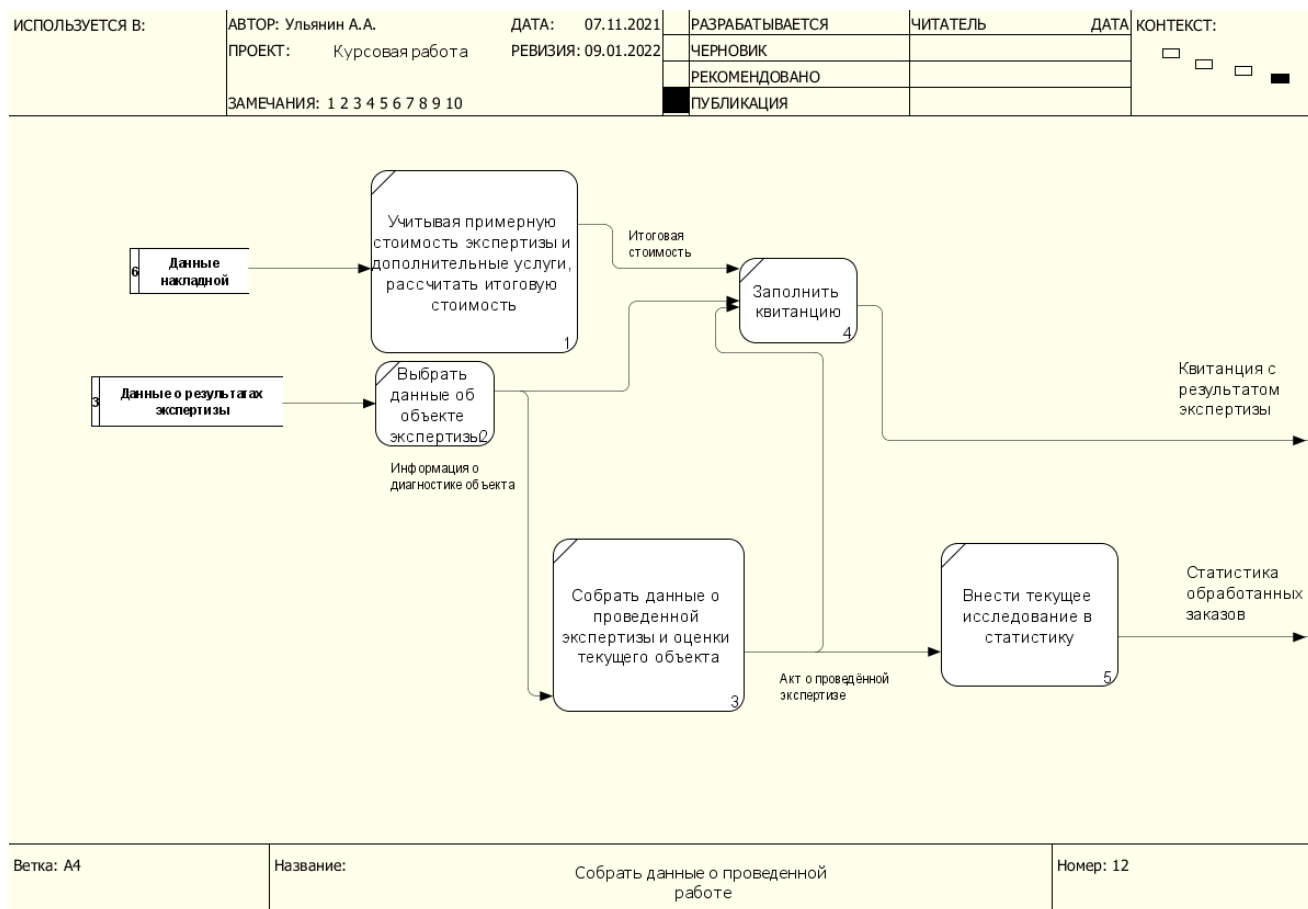 ИСПОЛЬЗУЕТСЯ В:
АВТОР: Ульянин А.А.
ДАТА: 07.11.2021
РАЗРАБАТЫВАЕТСЯ
ЧИТАТЕЛЬ
ДАТА
КОНТЕКСТ:
ПРОЕКТ: Курсовая работа
РЕВИЗИЯ: 09.01.2022
ЧЕРНОВИК
РЕКОМЕНДОВАНО
ЗАМЕЧАНИЯ: 1 2 3 4 5 6 7 8 9 10
ПУБЛИКАЦИЯ
6
Данные
накладной
Учитывая примерную
стоимость экспертизы и
дополнительные услуги,
рассчитать итоговую
стоимость
1
Итоговая
стоимость
Заполнить
квитанцию
4
3
Данные о результатах
экспертизы
Выбрать
данные об
объекте
экспертизы
2
Информация о
диагностике объекта
Квитанция с
результатом
экспертизы
Собрать данные о
проведенной
экспертизы и оценки
текущего объекта
3
Акт о проведённой
экспертизе
Внести текущее
исследование в
статистику
5
Статистика
обработанных
заказов
Ветка: A4
Название:
Собрать данные о проведенной
работе
Номер: 12